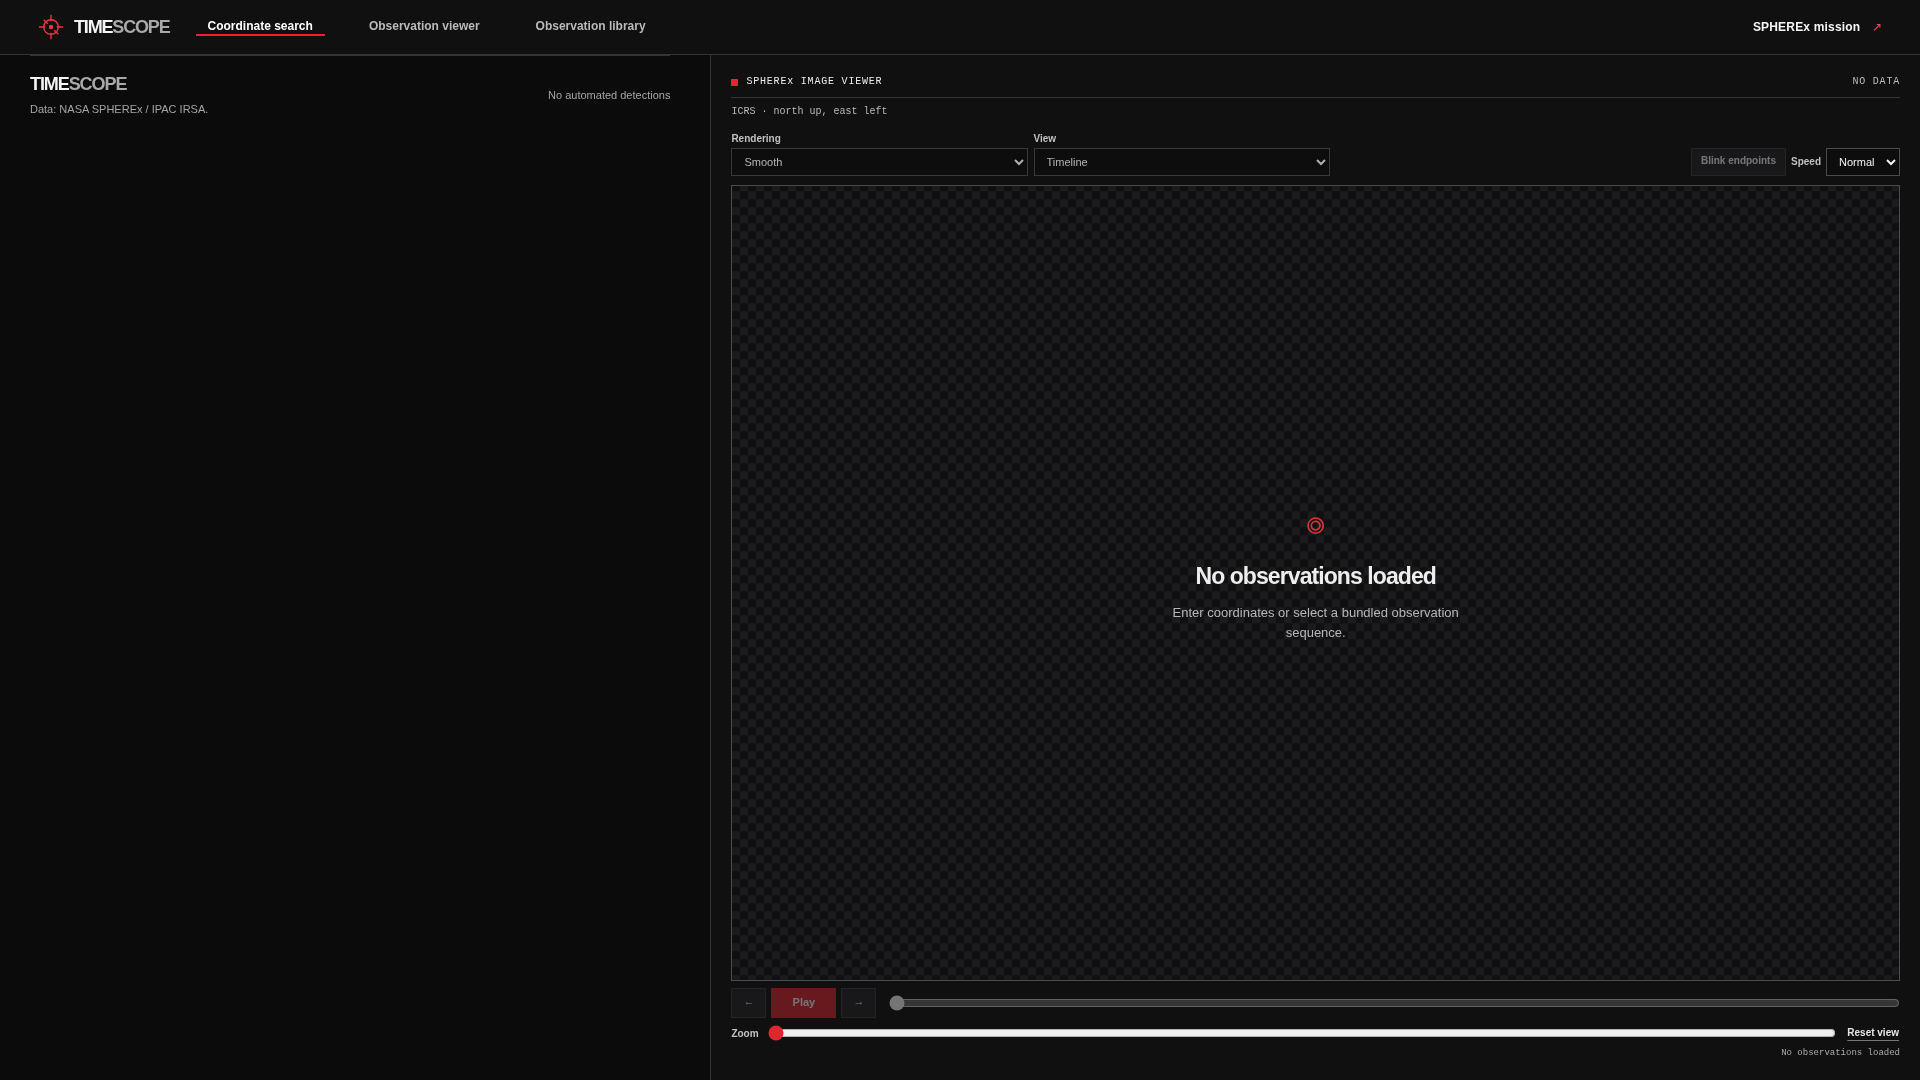 TIMESCOPE
Coordinate search
Observation viewer
Observation library
SPHEREx mission ↗
TIMESCOPE
Data: NASA SPHEREx / IPAC IRSA.
No automated detections
SPHEREx IMAGE VIEWER
NO DATA
ICRS · north up, east left
Rendering
View
Smooth
Timeline
Blink endpoints
Speed
Normal
No observations loaded
Enter coordinates or select a bundled observation
sequence.
←
Play
→
Zoom
Reset view
No observations loaded